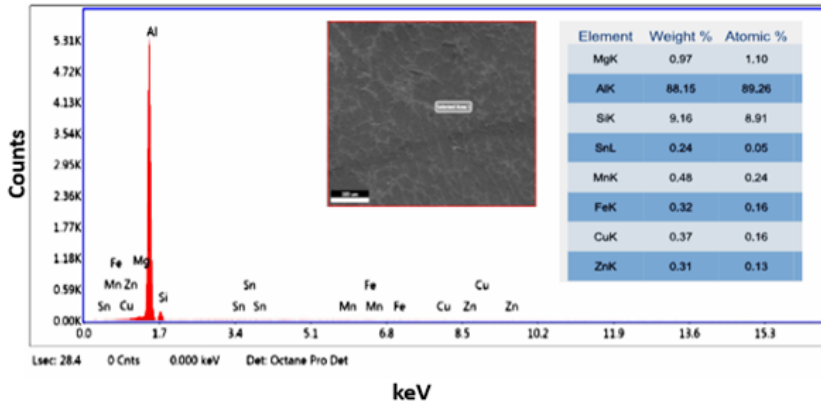 Counts
5.31K
4.72K
4.13K
3.54K
2.95K
2.36K
1.77K
1.18K
0.59K
0.00K
Al
Fe Mg
Mn Zn
Sn Cu Si
Sn
Sn Sn
Fe
Mn Mn Fe
Cu
Cu Zn Zn
0.0 1.7 3.4 5.1 6.8 8.5 10.2 11.9 13.6 15.3
Lsec: 28.4 0 Cnts 0.000 keV Det: Octane Pro Det
keV
Element Weight % Atomic %
MgK 0.97 1.10
AlK 88.15 89.26
SiK 9.16 8.91
SnL 0.24 0.05
MnK 0.48 0.24
FeK 0.32 0.16
CuK 0.37 0.16
ZnK 0.31 0.13